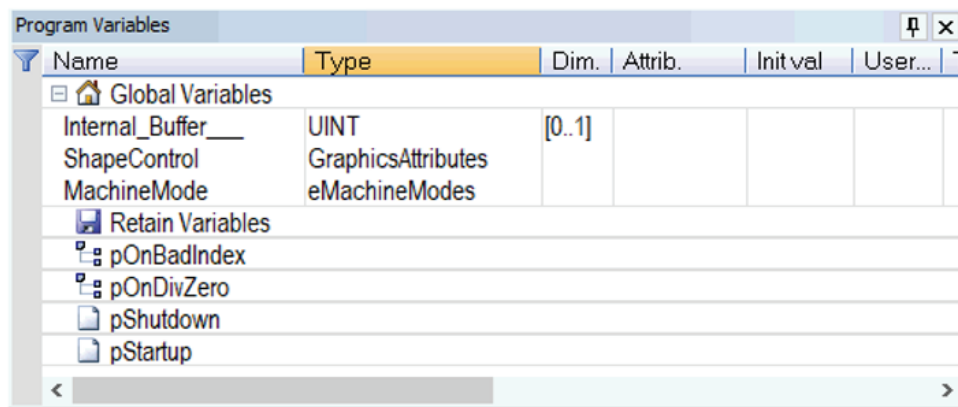 Program Variables
Name Type Dim. Attrib. Init val User...
Global Variables
Internal_Buffer___ UINT [0..1]
ShapeControl GraphicsAttributes
MachineMode eMachineModes
Retain Variables
pOnBadIndex
pOnDivZero
pShutdown
pStartup